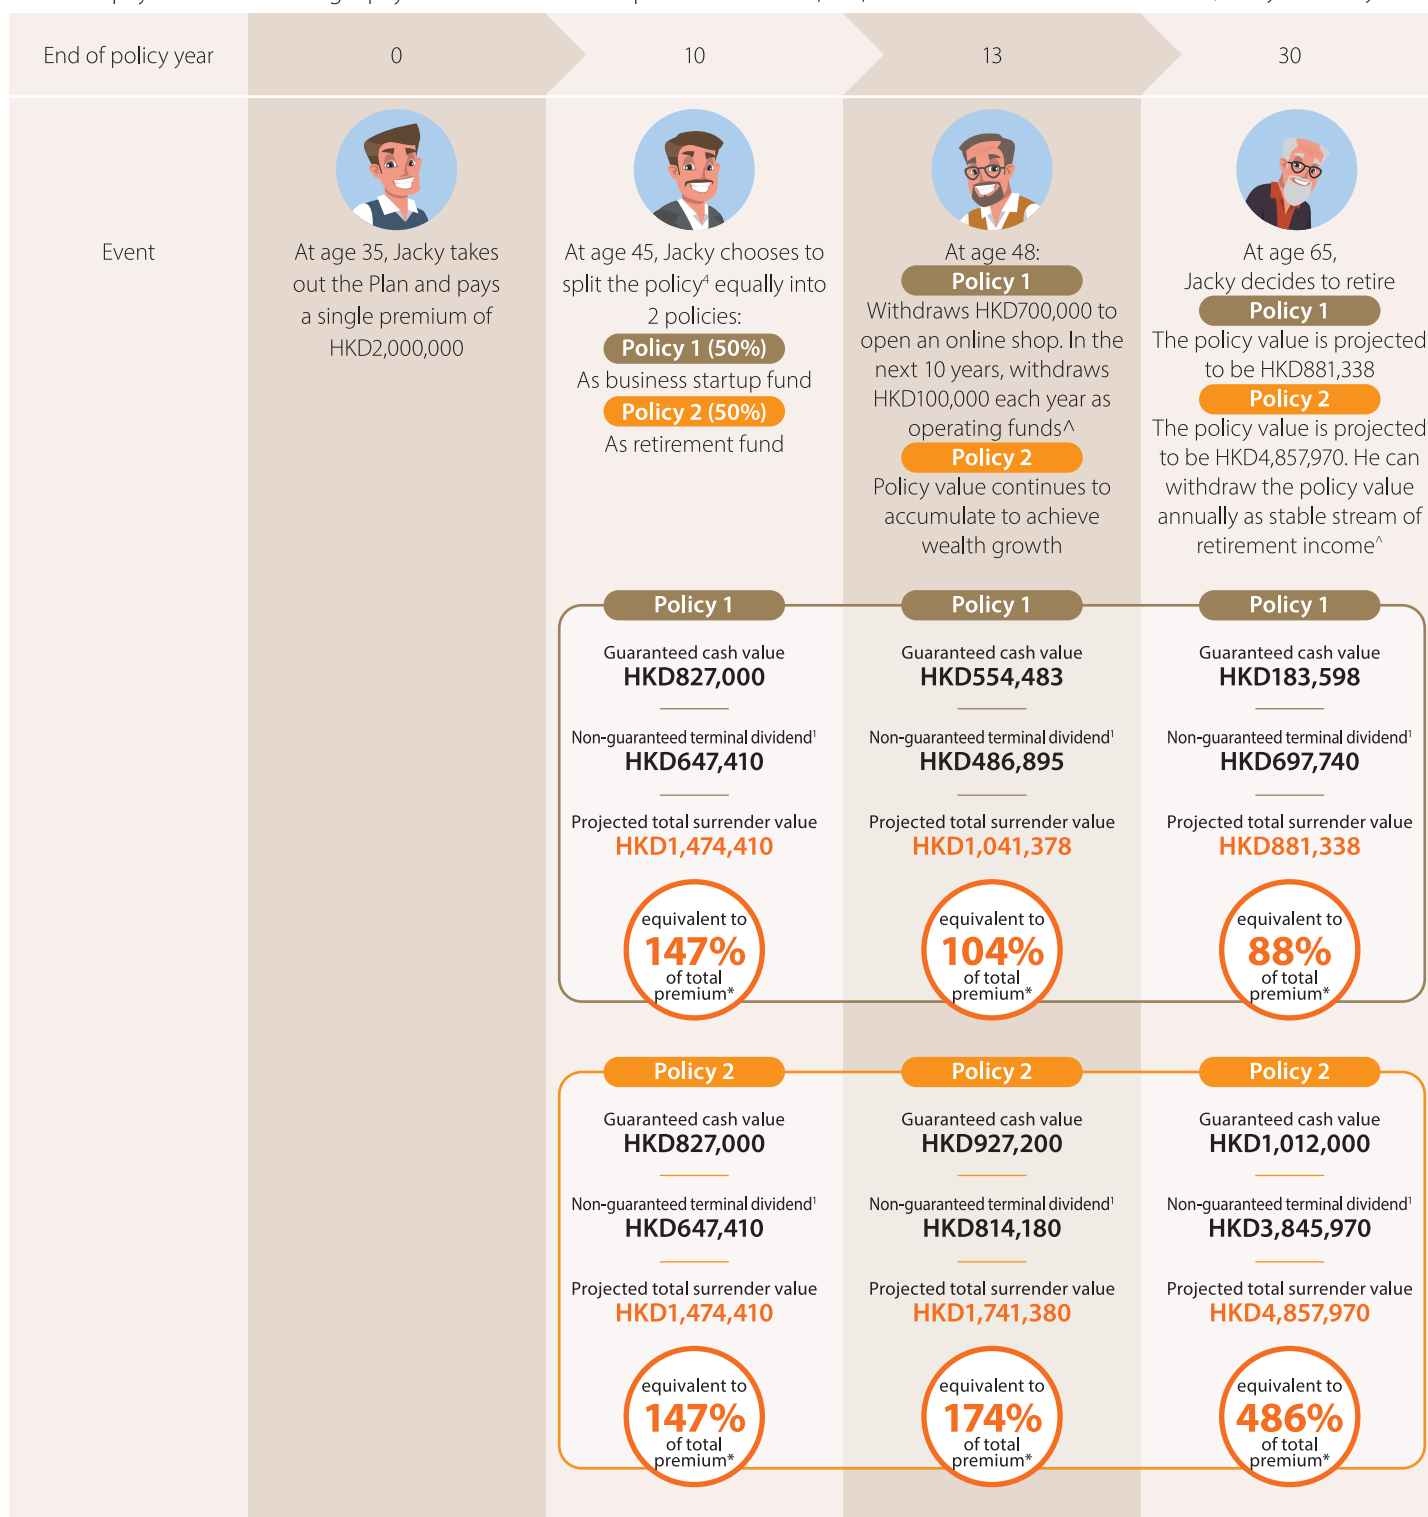 End of policy year
0
10
13
30
Event
At age 35, Jacky takes
out the Plan and pays
a single premium of
HKD2,000,000
At age 45, Jacky chooses to
split the policy⁴ equally into
2 policies:
Policy 1 (50%)
As business startup fund
Policy 2 (50%)
As retirement fund
At age 48:
Policy 1
Withdraws HKD700,000 to
open an online shop. In the
next 10 years, withdraws
HKD100,000 each year as
operating funds^
Policy 2
Policy value continues to
accumulate to achieve
wealth growth
At age 65,
Jacky decides to retire
Policy 1
The policy value is projected
to be HKD881,338
Policy 2
The policy value is projected
to be HKD4,857,970. He can
withdraw the policy value
annually as stable stream of
retirement income^
Policy 1
Guaranteed cash value
HKD827,000
Non-guaranteed terminal dividend¹
HKD647,410
Projected total surrender value
HKD1,474,410
equivalent to
147%
of total
premium*
Policy 1
Guaranteed cash value
HKD554,483
Non-guaranteed terminal dividend¹
HKD486,895
Projected total surrender value
HKD1,041,378
equivalent to
104%
of total
premium*
Policy 1
Guaranteed cash value
HKD183,598
Non-guaranteed terminal dividend¹
HKD697,740
Projected total surrender value
HKD881,338
equivalent to
88%
of total
premium*
Policy 2
Guaranteed cash value
HKD827,000
Non-guaranteed terminal dividend¹
HKD647,410
Projected total surrender value
HKD1,474,410
equivalent to
147%
of total
premium*
Policy 2
Guaranteed cash value
HKD927,200
Non-guaranteed terminal dividend¹
HKD814,180
Projected total surrender value
HKD1,741,380
equivalent to
174%
of total
premium*
Policy 2
Guaranteed cash value
HKD1,012,000
Non-guaranteed terminal dividend¹
HKD3,845,970
Projected total surrender value
HKD4,857,970
equivalent to
486%
of total
premium*